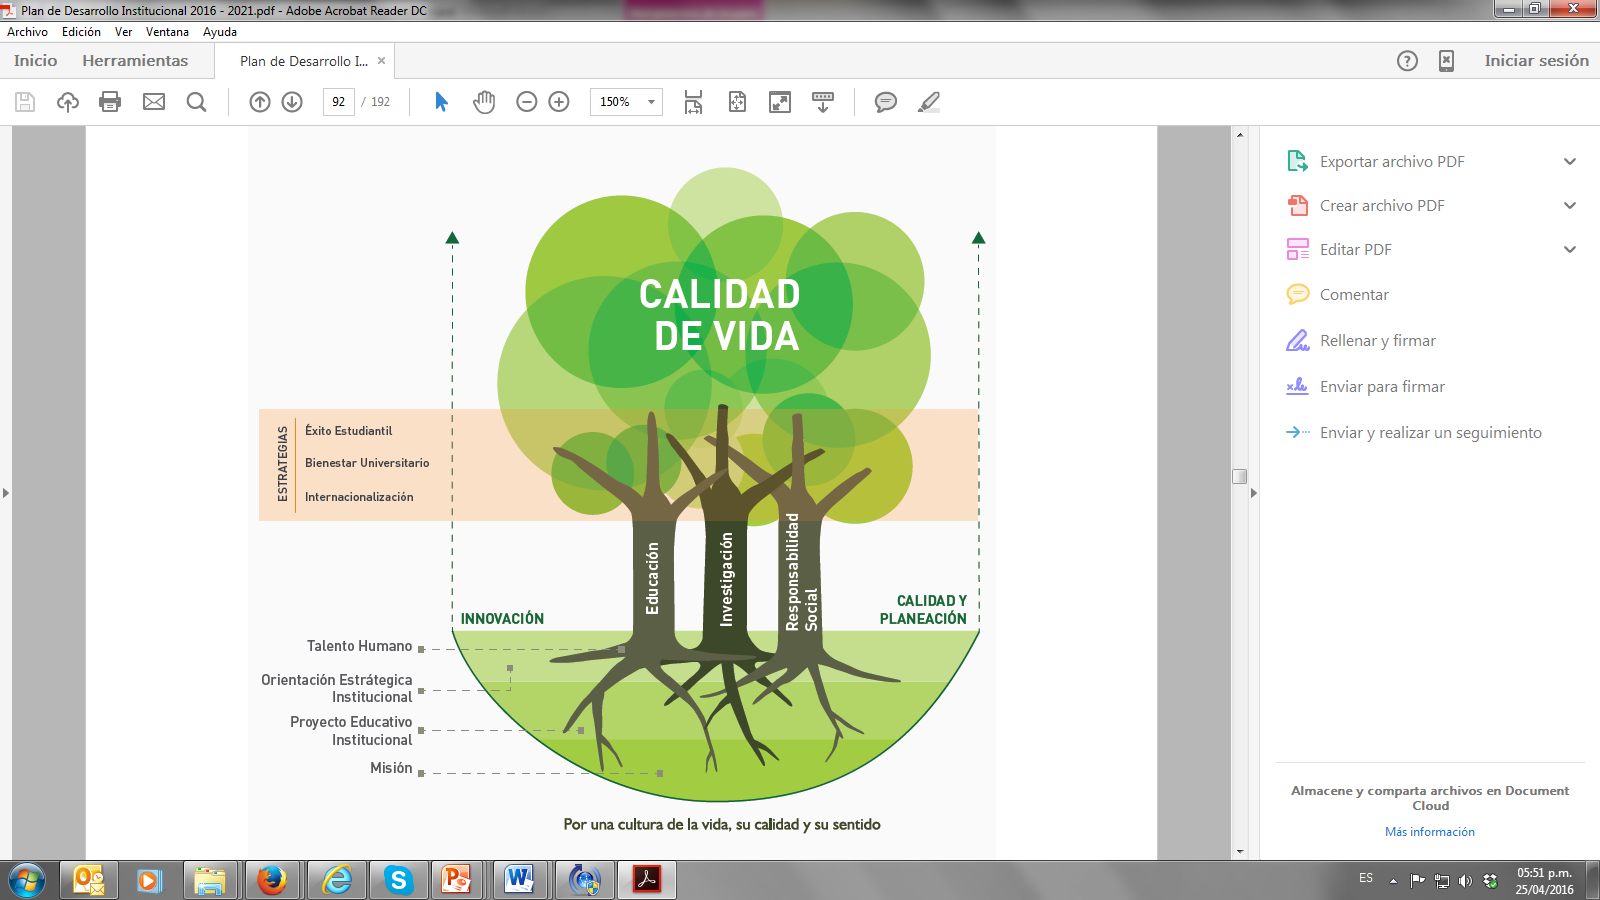 Plan de Desarrollo Institucional 2016 - 2021.pdf - Adobe Acrobat Reader DC
Archivo Edición Ver Ventana Ayuda
Inicio Herramientas Plan de Desarrollo I... × Iniciar sesión
92 / 192 150%
CALIDAD
DE VIDA
ESTRATEGIAS
Éxito Estudiantil
Bienestar Universitario
Internacionalización
Educación
Investigación
Responsabilidad
Social
INNOVACIÓN
CALIDAD Y
PLANEACIÓN
Talento Humano
Orientación Estrátegica
Institucional
Proyecto Educativo
Institucional
Misión
Por una cultura de la vida, su calidad y su sentido
Exportar archivo PDF
Crear archivo PDF
Editar PDF
Comentar
Rellenar y firmar
Enviar para firmar
Enviar y realizar un seguimiento
Almacene y comparta archivos en Document
Cloud
Más información
ES
05:51 p.m.
25/04/2016